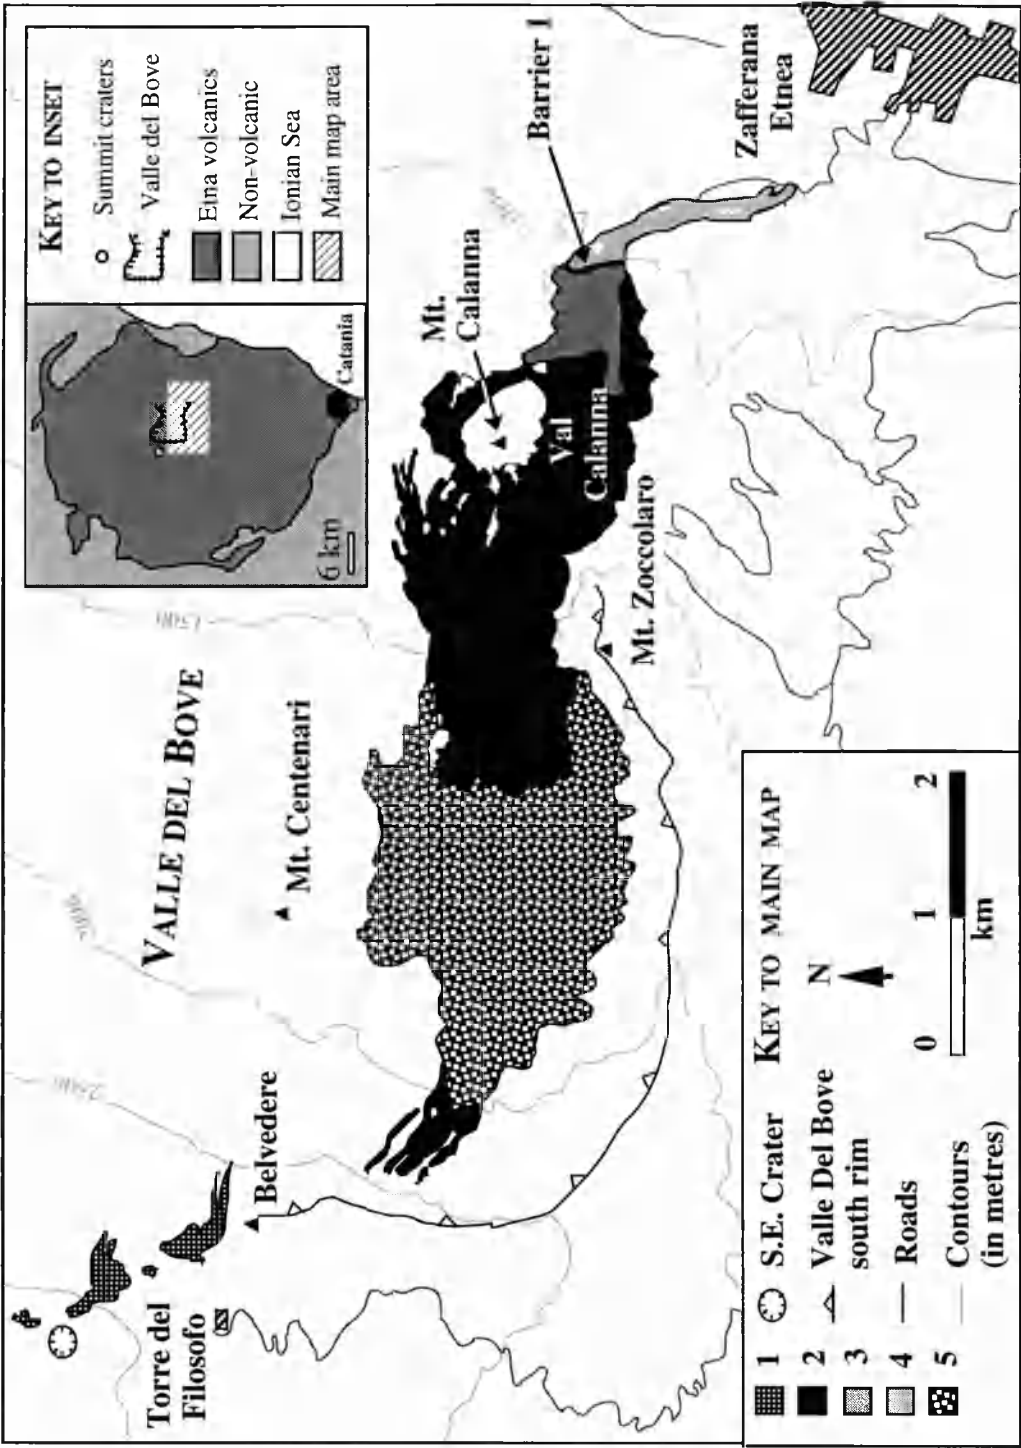 KEY TO INSET
Summit craters
Valle del Bove
Etna volcanics
Non-volcanic
Ionian Sea
Main map area
Catania
6 km
VALLE DEL BOVE
Mt. Centenari
Belvedere
Torre del
Filosofo
Mt.
Calanna
Val
Calanna
Barrier 1
Zafferana
Etnea
Mt. Zoccolaro
KEY TO MAIN MAP
1
2
3
4
5
S.E. Crater
Valle Del Bove
south rim
Roads
Contours
(in metres)
N
0 1 2
km